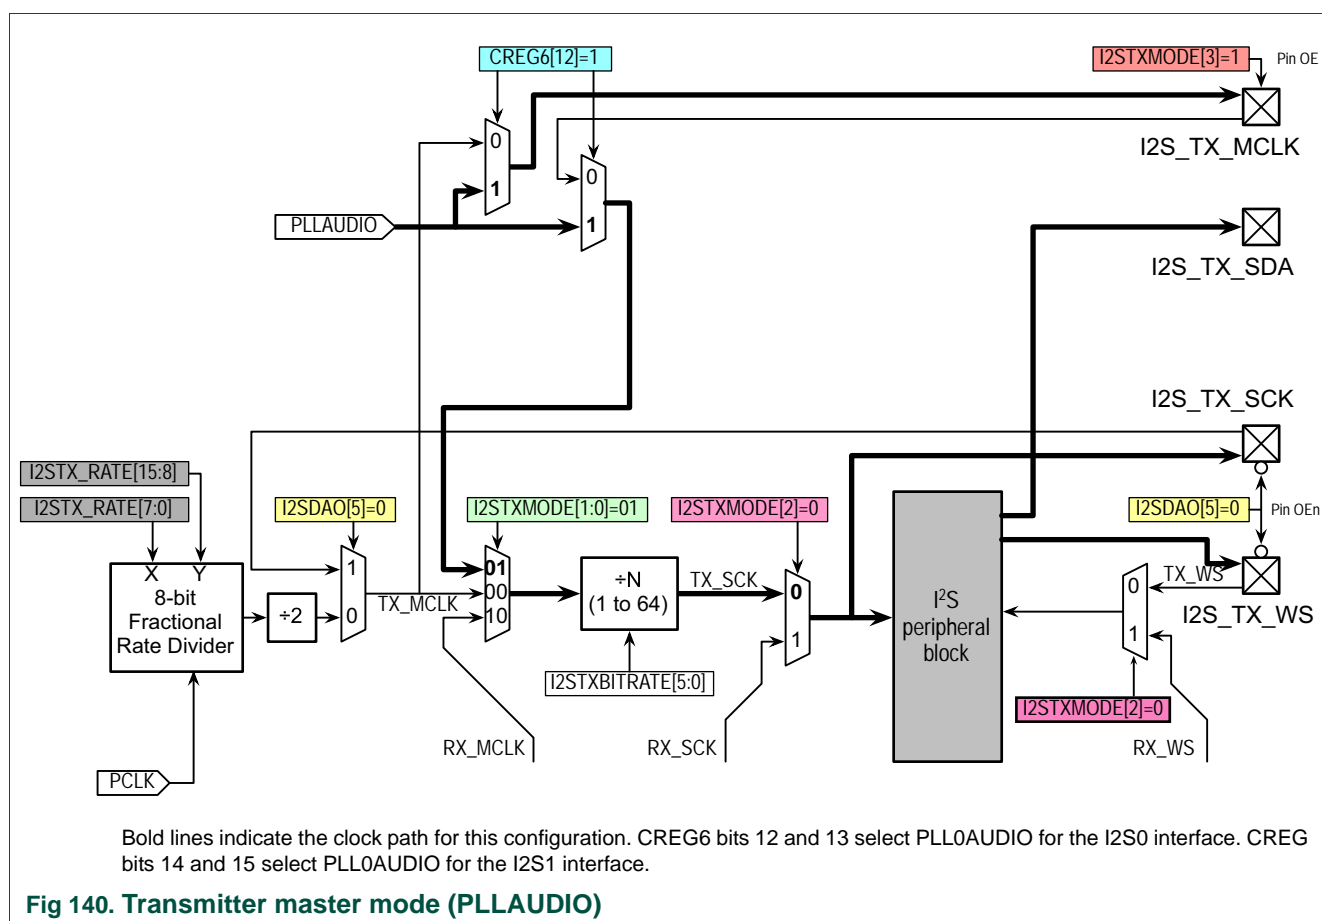 CREG6[12]=1
I2STXMODE[3]=1
Pin OE
0
1
I2S_TX_MCLK
0
1
PLLAUDIO
I2S_TX_SDA
I2S_TX_SCK
I2STX_RATE[15:8]
I2STX_RATE[7:0]
I2SDAO[5]=0
I2STXMODE[1:0]=01
I2STXMODE[2]=0
I2SDAO[5]=0
Pin OEn
X Y
8-bit
Fractional
Rate Divider
÷2
1
0
TX_MCLK
01
00
10
÷N
(1 to 64)
TX_SCK
0
1
I2S
peripheral
block
0
1
TX_WS
I2S_TX_WS
I2STXBITRATE[5:0]
I2STXMODE[2]=0
RX_MCLK
RX_SCK
RX_WS
PCLK
Bold lines indicate the clock path for this configuration. CREG6 bits 12 and 13 select PLL0AUDIO for the I2S0 interface. CREG
bits 14 and 15 select PLL0AUDIO for the I2S1 interface.
Fig 140. Transmitter master mode (PLLAUDIO)